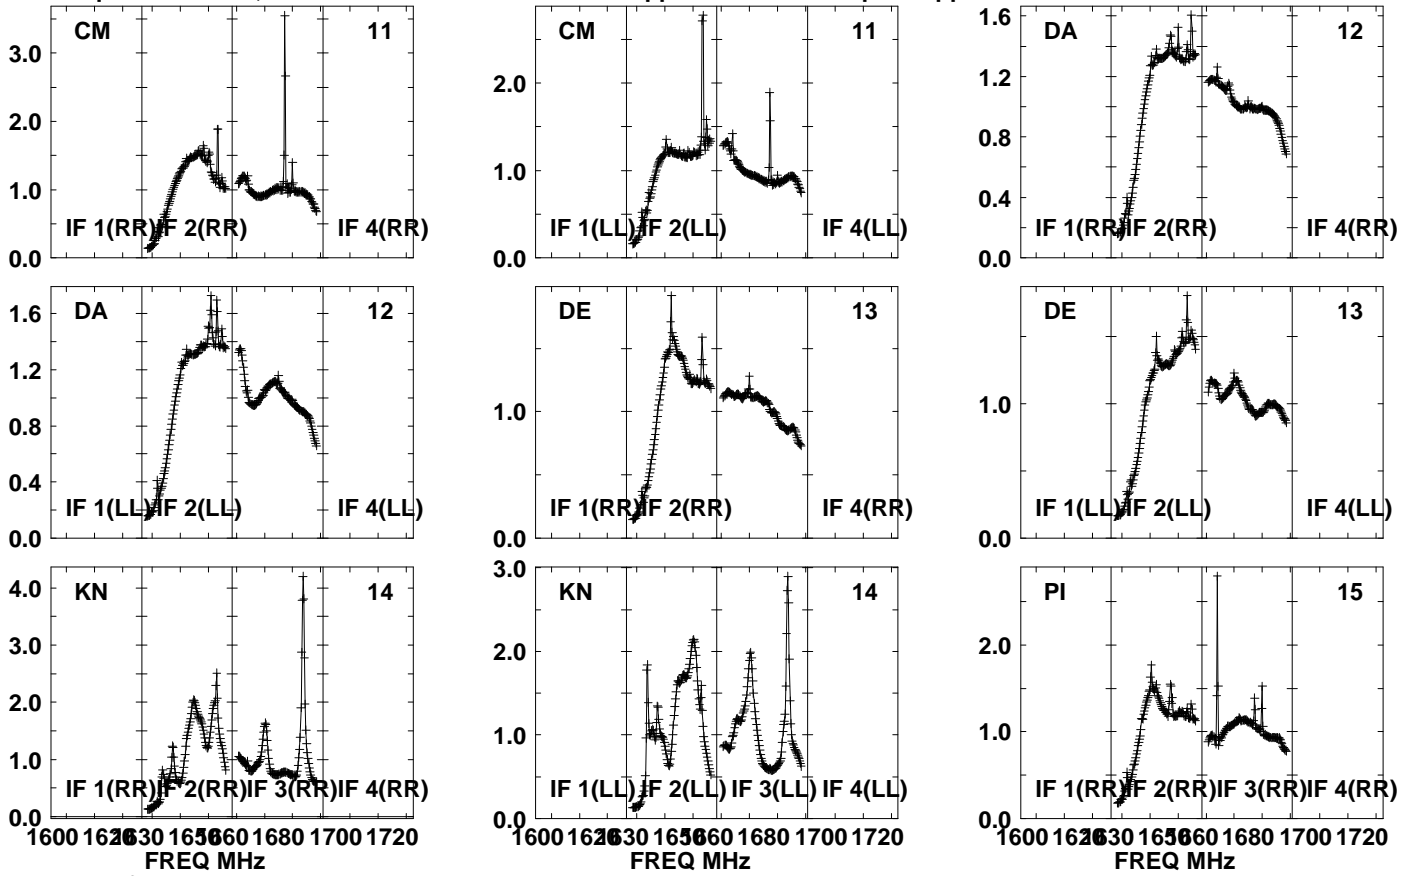 CM 11 CM 11 DA 12
3.0 2.0 1.0 0.0
2.0 1.0 0.0
1.6 1.2 0.8 0.4 0.0
IF 1(RR) IF 2(RR) IF 4(RR)
IF 1(LL) IF 2(LL) IF 4(LL)
IF 1(RR) IF 2(RR) IF 4(RR)
DA 12 DE 13 DE 13
1.6 1.2 0.8 0.4 0.0
1.0 0.0
1.0 0.0
IF 1(LL) IF 2(LL) IF 4(LL)
IF 1(RR) IF 2(RR) IF 4(RR)
IF 1(LL) IF 2(LL) IF 4(LL)
KN 14 KN 14 PI 15
4.0 3.0 2.0 1.0 0.0
3.0 2.0 1.0 0.0
2.0 1.0 0.0
IF 1(RR) IF 2(RR) IF 3(RR) IF 4(RR)
IF 1(LL) IF 2(LL) IF 3(LL) IF 4(LL)
IF 1(RR) IF 2(RR) IF 3(RR) IF 4(RR)
1600 1620 1630 1660 1680 1700 1720
1600 1620 1630 1660 1680 1700 1720
1600 1620 1630 1660 1680 1700 1720
FREQ MHz FREQ MHz FREQ MHz